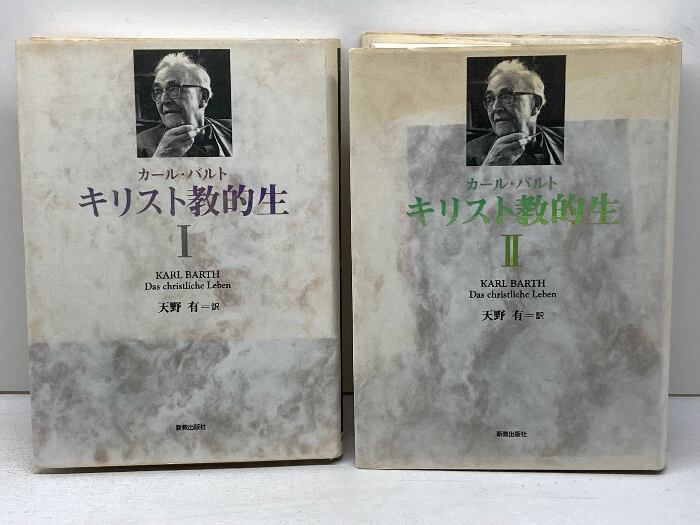 カール・バルト
キリスト教的生
I
KARL BARTH
Das christliche Leben
天野 有＝訳
新教出版社
カール・バルト
キリスト教的生
II
KARL BARTH
Das christliche Leben
天野 有＝訳
新教出版社